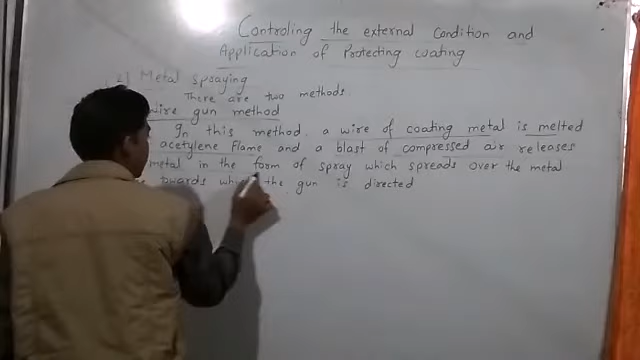 Controling the external Condition and
Application of Protecting Coating
Metal spraying
There are two methods.
wire gun method
In this method, a wire of coating metal is melted
acetylene flame and a blast of compressed air releases
metal in the form of spray which spreads over the metal
which the gun is directed